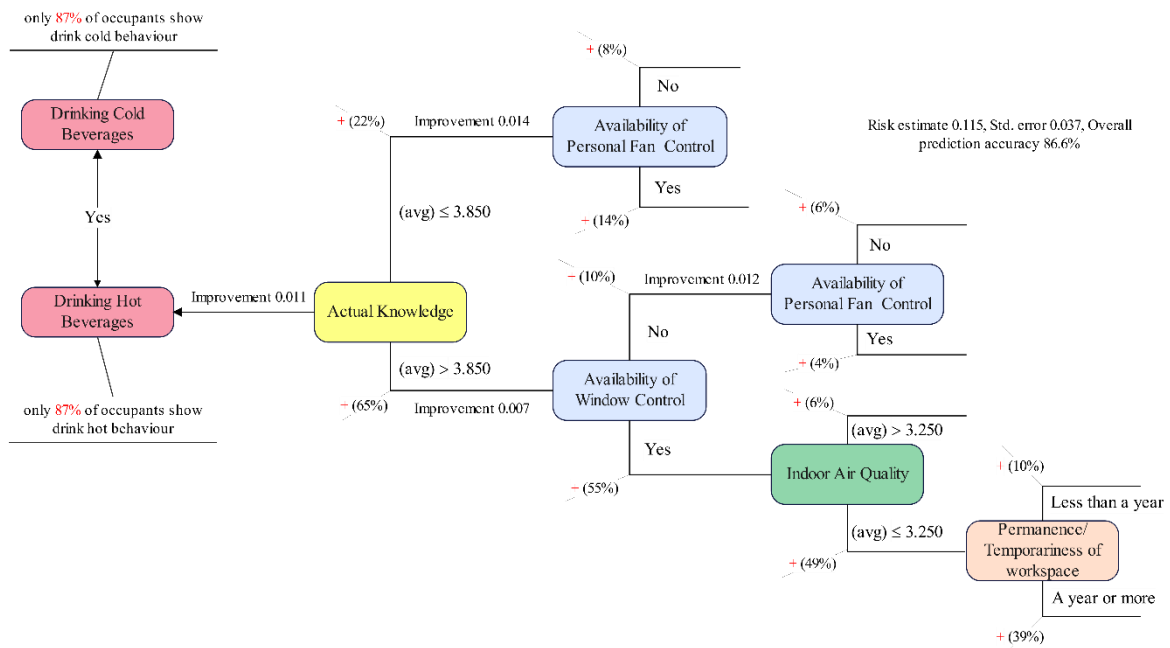 only 87% of occupants show
drink cold behaviour
Drinking Cold
Beverages
Yes
Drinking Hot
Beverages
only 87% of occupants show
drink hot behaviour
Improvement 0.011
Actual Knowledge
+ (22%)
Improvement 0.014
(avg) ≤ 3.850
(avg) > 3.850
+ (65%)
Improvement 0.007
+ (8%)
No
Availability of
Personal Fan Control
Yes
+ (14%)
Risk estimate 0.115, Std. error 0.037, Overall
prediction accuracy 86.6%
+ (10%)
Improvement 0.012
No
Availability of
Window Control
Yes
+ (55%)
+ (6%)
No
Availability of
Personal Fan Control
Yes
+ (4%)
+ (6%)
(avg) > 3.250
Indoor Air Quality
(avg) ≤ 3.250
+ (49%)
+ (10%)
Less than a year
Permanence/
Temporariness of
workspace
A year or more
+ (39%)